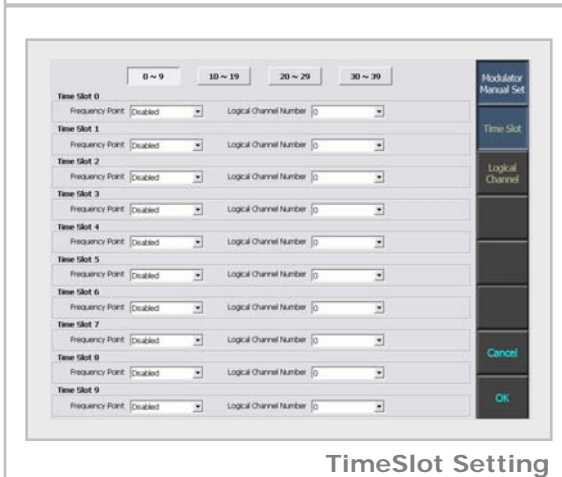 0 ~ 9 10 ~ 19 20 ~ 29 30 ~ 39
Time Slot 0
Frequency Point Disabled Logical Channel Number 0
Time Slot 1
Frequency Point Disabled Logical Channel Number 0
Time Slot 2
Frequency Point Disabled Logical Channel Number 0
Time Slot 3
Frequency Point Disabled Logical Channel Number 0
Time Slot 4
Frequency Point Disabled Logical Channel Number 0
Time Slot 5
Frequency Point Disabled Logical Channel Number 0
Time Slot 6
Frequency Point Disabled Logical Channel Number 0
Time Slot 7
Frequency Point Disabled Logical Channel Number 0
Time Slot 8
Frequency Point Disabled Logical Channel Number 0
Time Slot 9
Frequency Point Disabled Logical Channel Number 0
Modulator
Manual Set
Time Slot
Logical
Channel
Cancel
OK
TimeSlot Setting